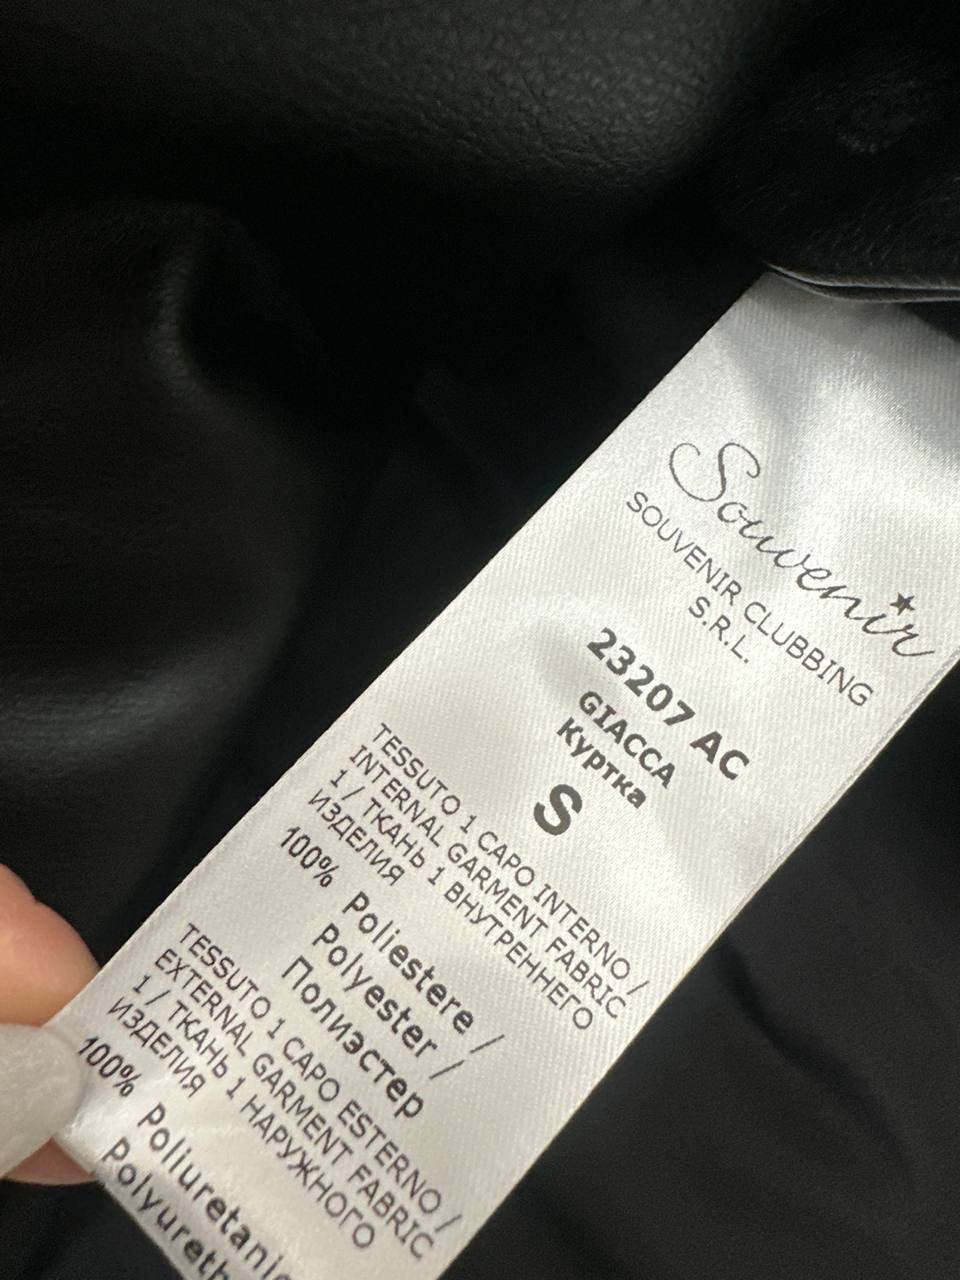 Souvenir
SOUVENIR CLUBBING
S.R.L.
23207 AC
GIACCA
Куртка
S
TESSUTO 1 CAPO INTERNO /
INTERNAL GARMENT FABRIC
1 / ТКАНЬ 1 ВНУТРЕННЕГО
ИЗДЕЛИЯ
100% Poliestere /
Polyester /
Полиэстер
TESSUTO 1 CAPO ESTERNO /
EXTERNAL GARMENT FABRIC
1 / ТКАНЬ 1 НАРУЖНОГО
ИЗДЕЛИЯ
100%